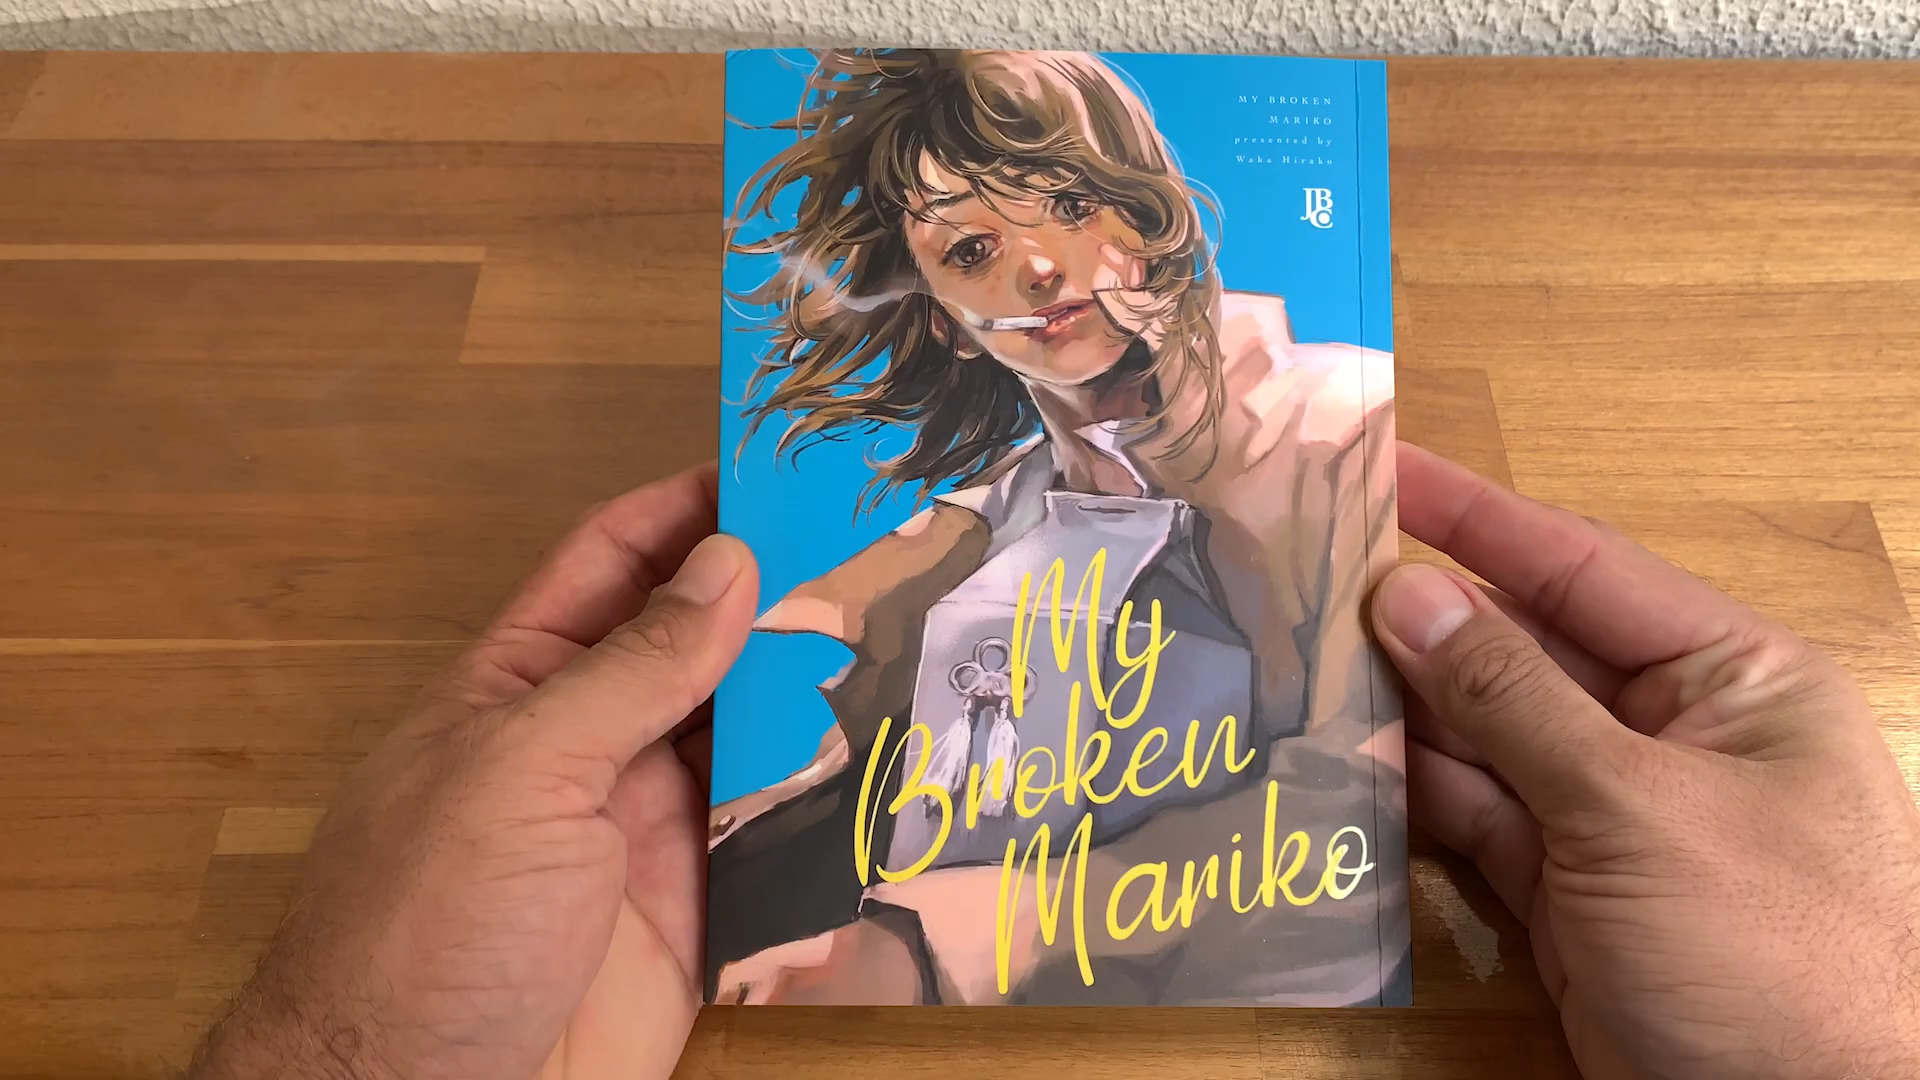 MY BROKEN
MARIKO
presented by
Waka Hirako
JBC
My
Broken
Mariko